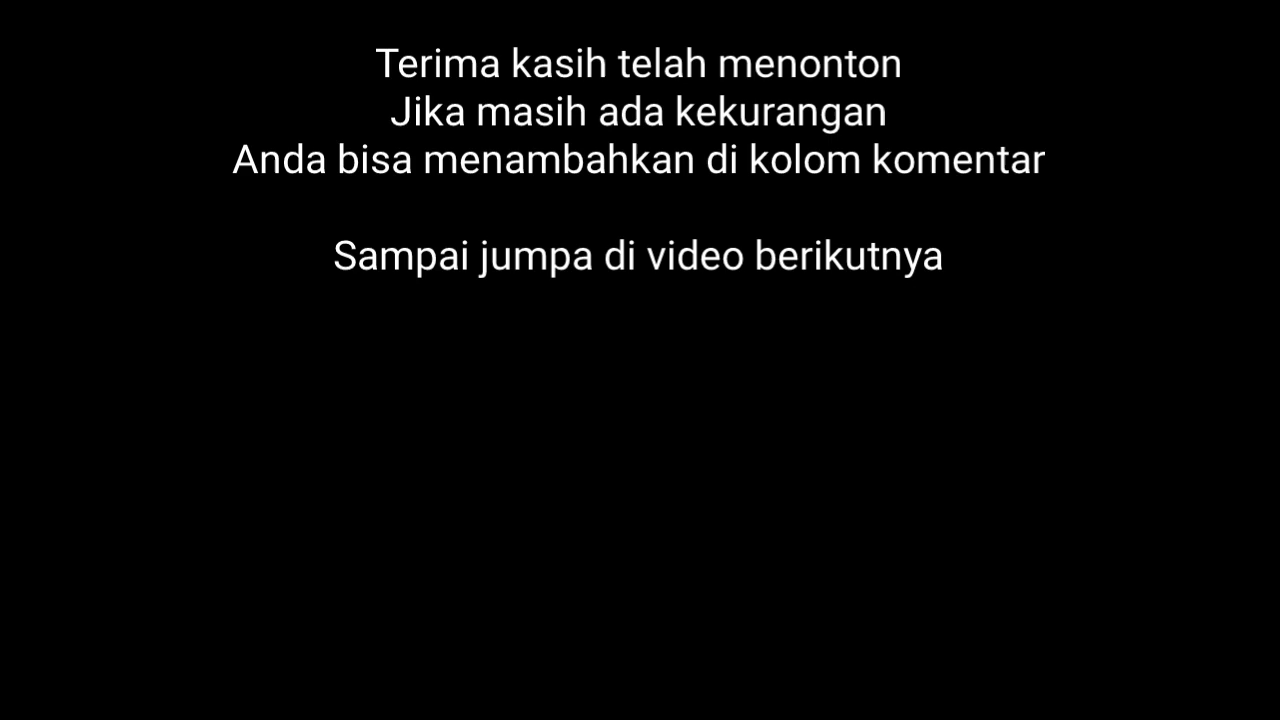 Terima kasih telah menonton
Jika masih ada kekurangan
Anda bisa menambahkan di kolom komentar
Sampai jumpa di video berikutnya